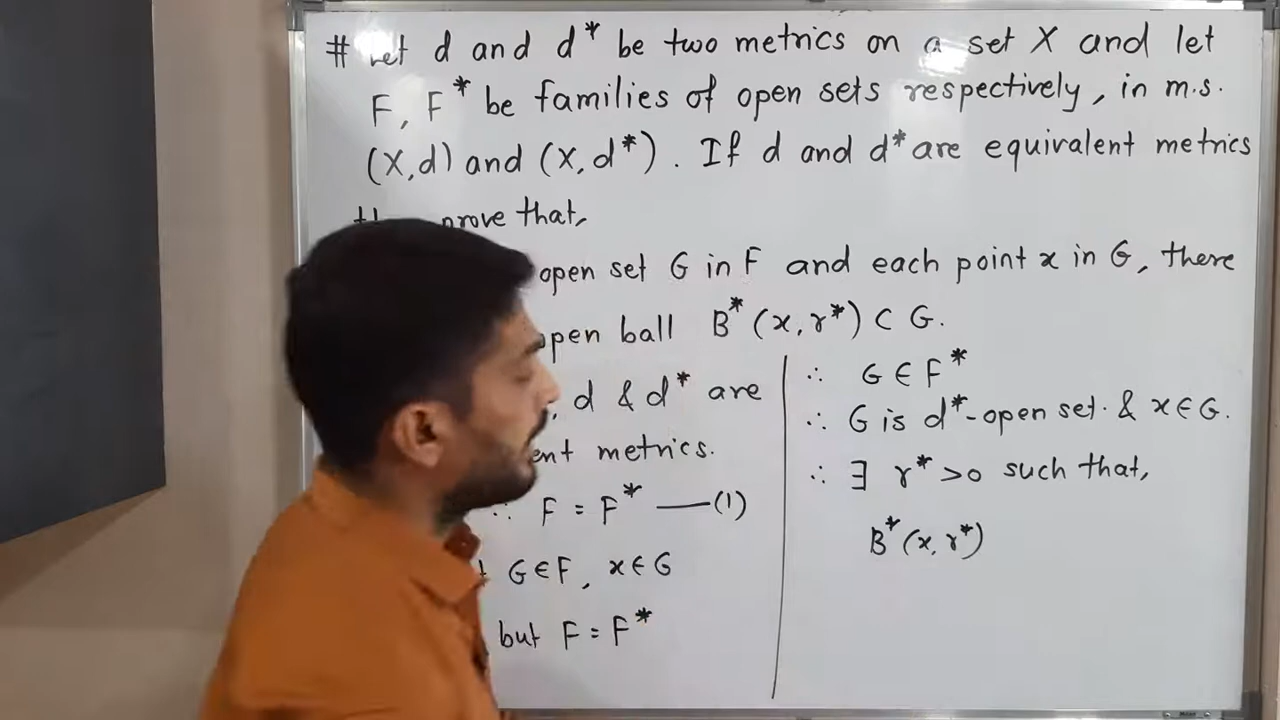 # Let d and d* be two metrics on a set X and let
F, F* be families of open sets respectively, in m.s.
(X,d) and (X,d*). If d and d* are equivalent metrics
prove that,
open set G in F and each point x in G, there
open ball B*(x,r*) ⊂ G.
, d & d* are
metrics.
∴ F = F* —(1)
G∈F, x∈G
but F = F*
∴ G∈F*
∴ G is d*-open set. & x∈G.
∴ ∃ r*>0 such that,
B*(x,r*)